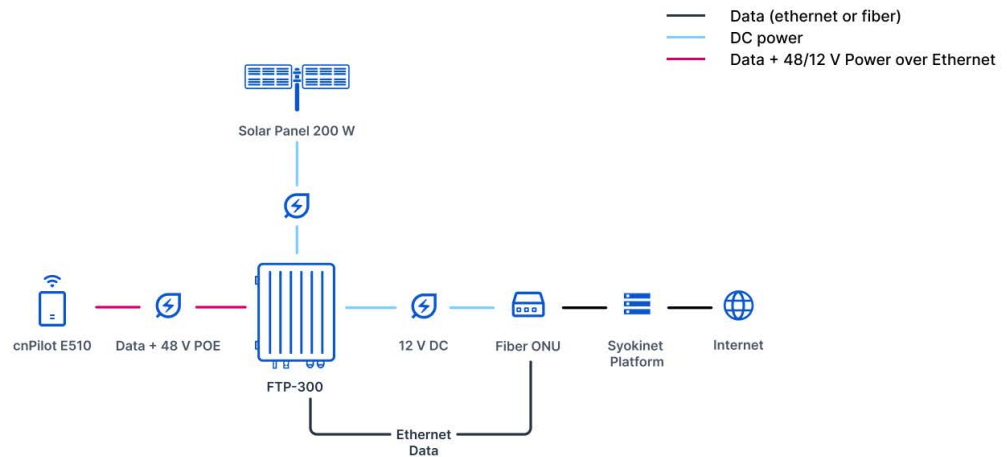 Data (ethernet or fiber)
DC power
Data + 48/12 V Power over Ethernet
Solar Panel 200 W
cnPilot E510
Data + 48 V POE
12 V DC
Fiber ONU
Syokinet
Platform
Internet
FTP-300
Ethernet
Data